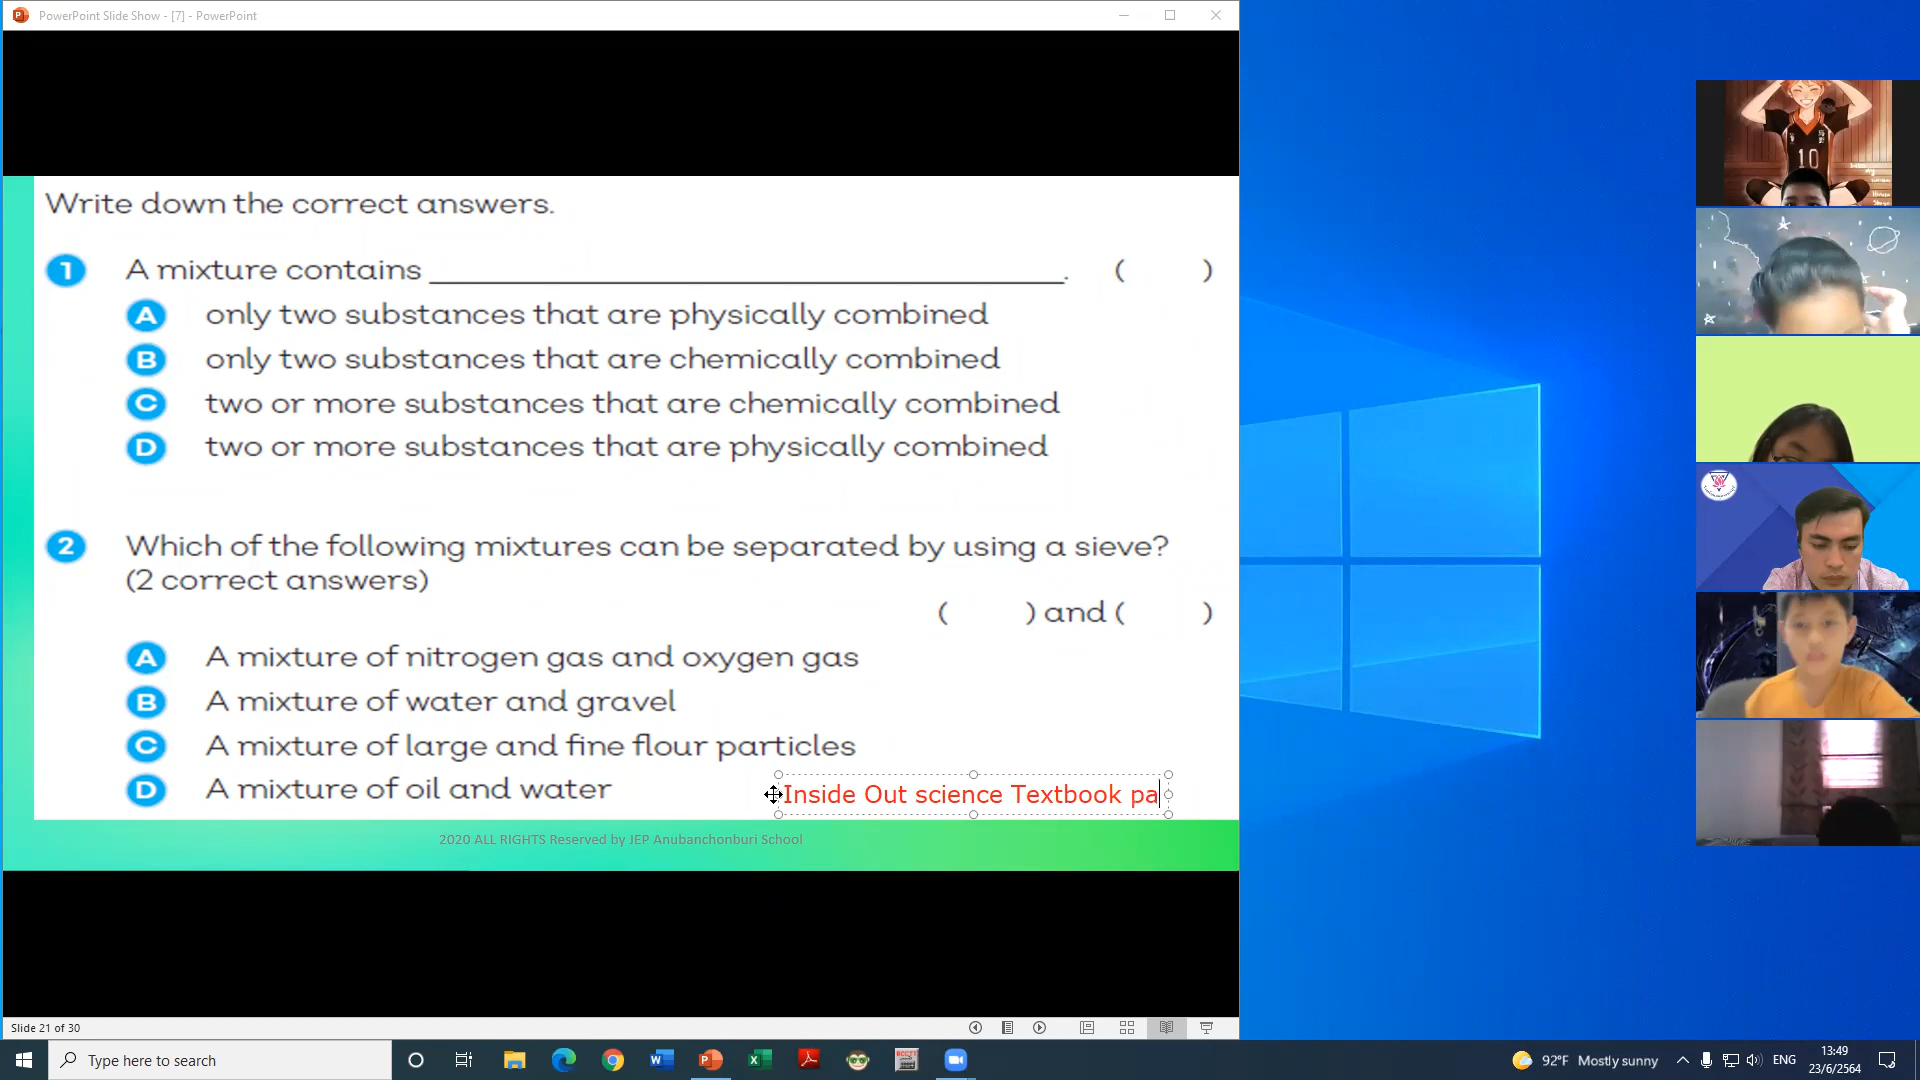 PowerPoint Slide Show - [7] - PowerPoint
Write down the correct answers.
1 A mixture contains ______. ( )
A only two substances that are physically combined
B only two substances that are chemically combined
C two or more substances that are chemically combined
D two or more substances that are physically combined
2 Which of the following mixtures can be separated by using a sieve?
(2 correct answers)
( ) and ( )
A A mixture of nitrogen gas and oxygen gas
B A mixture of water and gravel
C A mixture of large and fine flour particles
D A mixture of oil and water
Inside Out science Textbook pa
2020 ALL RIGHTS Reserved by JEP Anubanchonburi School
Slide 21 of 30
Type here to search
92°F Mostly sunny
ENG
13:49
23/6/2564
10